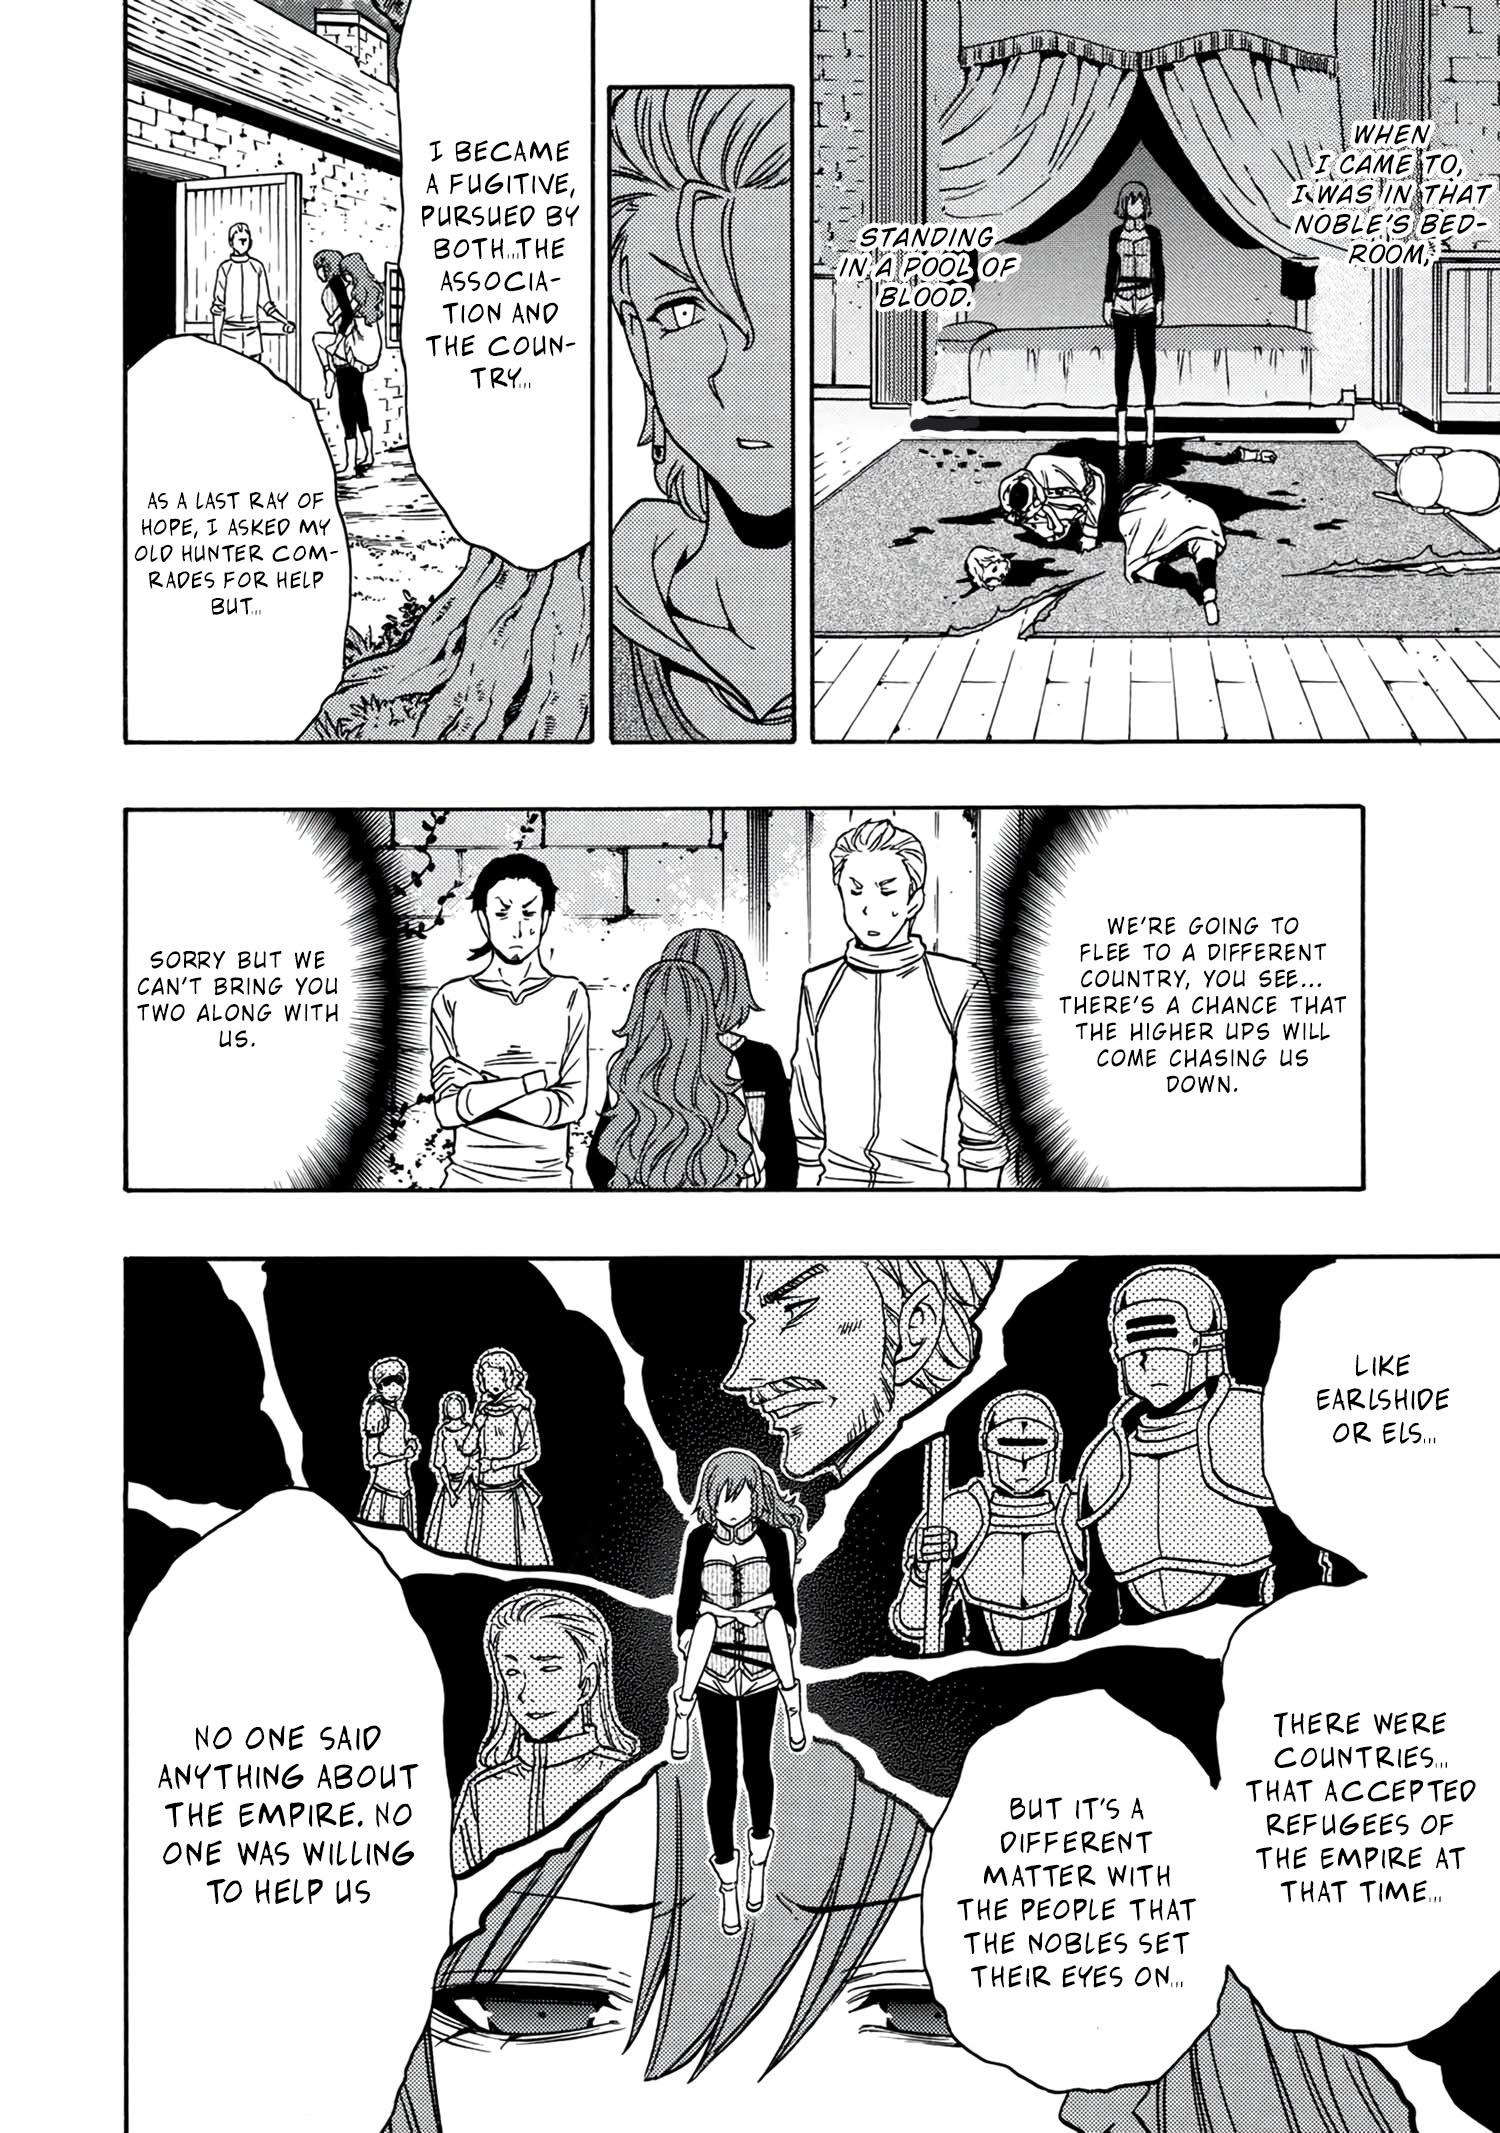 WHEN
I CAME TO,
I WAS IN THAT
NOBLE'S BED-
ROOM,
STANDING
IN A POOL OF
BLOOD.
I BECAME
A FUGITIVE,
PURSUED BY
BOTH...THE
ASSOCIA-
TION AND
THE COUN-
TRY...
AS A LAST RAY OF
HOPE, I ASKED MY
OLD HUNTER COM-
RADES FOR HELP
BUT...
WE'RE GOING TO
FLEE TO A DIFFERENT
COUNTRY, YOU SEE...
THERE'S A CHANCE THAT
THE HIGHER UPS WILL
COME CHASING US
DOWN.
SORRY BUT WE
CAN'T BRING YOU
TWO ALONG WITH
US.
LIKE
EARLSHIDE
OR ELS...
THERE WERE
COUNTRIES...
THAT ACCEPTED
REFUGEES OF
THE EMPIRE AT
THAT TIME...
BUT IT'S A
DIFFERENT
MATTER WITH
THE PEOPLE THAT
THE NOBLES SET
THEIR EYES ON...
NO ONE SAID
ANYTHING ABOUT
THE EMPIRE. NO
ONE WAS WILLING
TO HELP US